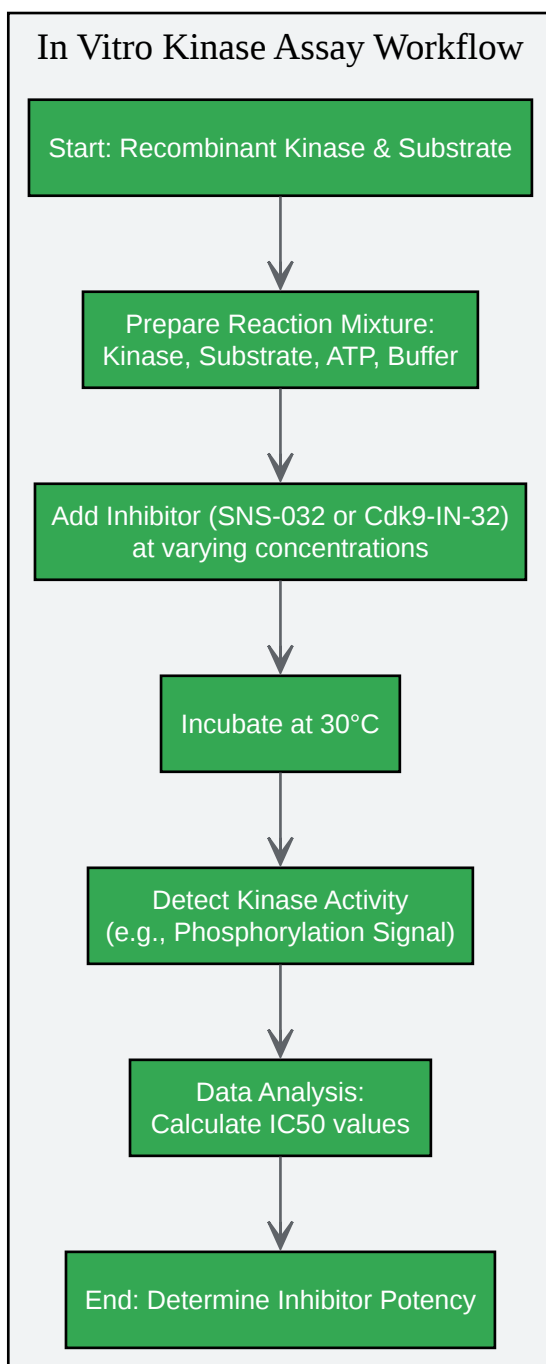 In Vitro Kinase Assay Workflow
Start: Recombinant Kinase & Substrate
Prepare Reaction Mixture:
Kinase, Substrate, ATP, Buffer
Add Inhibitor (SNS-032 or Cdk9-IN-32)
at varying concentrations
Incubate at 30°C
Detect Kinase Activity
(e.g., Phosphorylation Signal)
Data Analysis:
Calculate IC50 values
End: Determine Inhibitor Potency